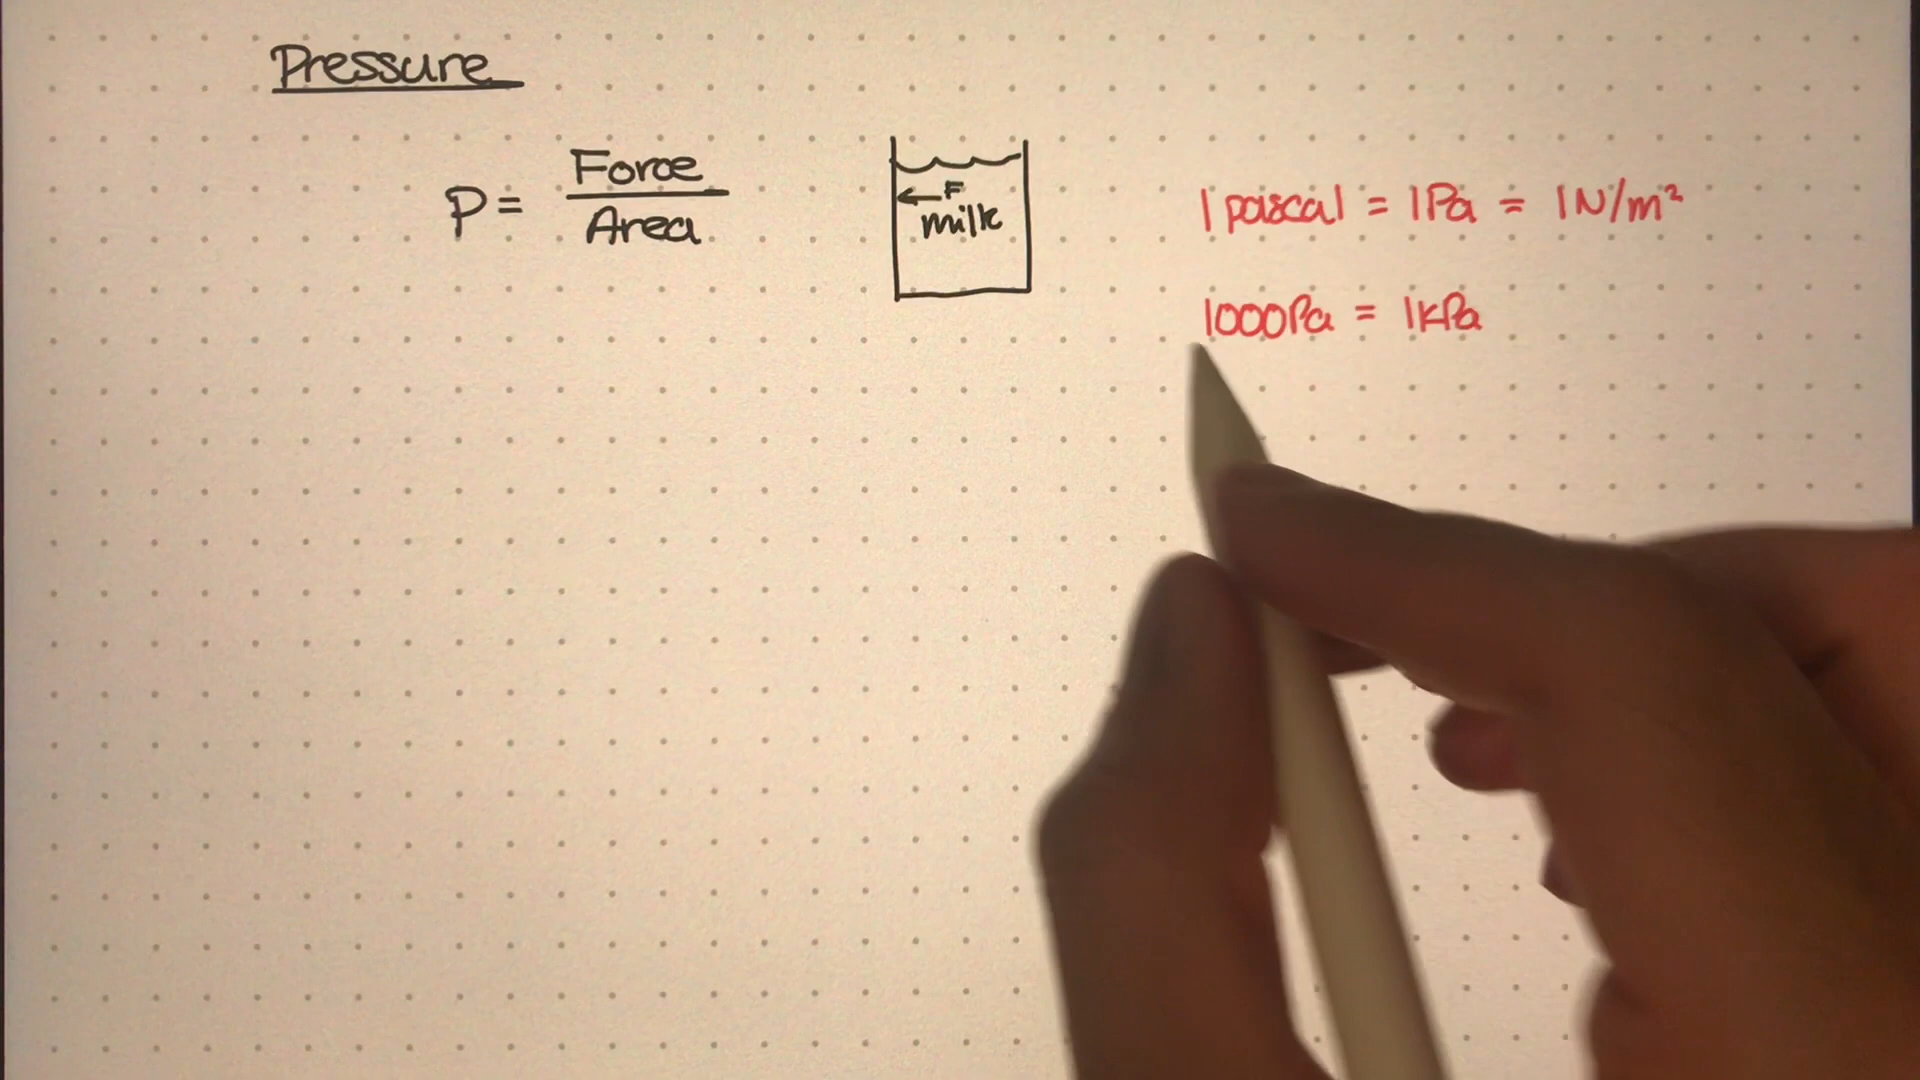 Pressure
P = Force / Area
F
milk
1 pascal = 1Pa = 1N/m²
1000Pa = 1kPa